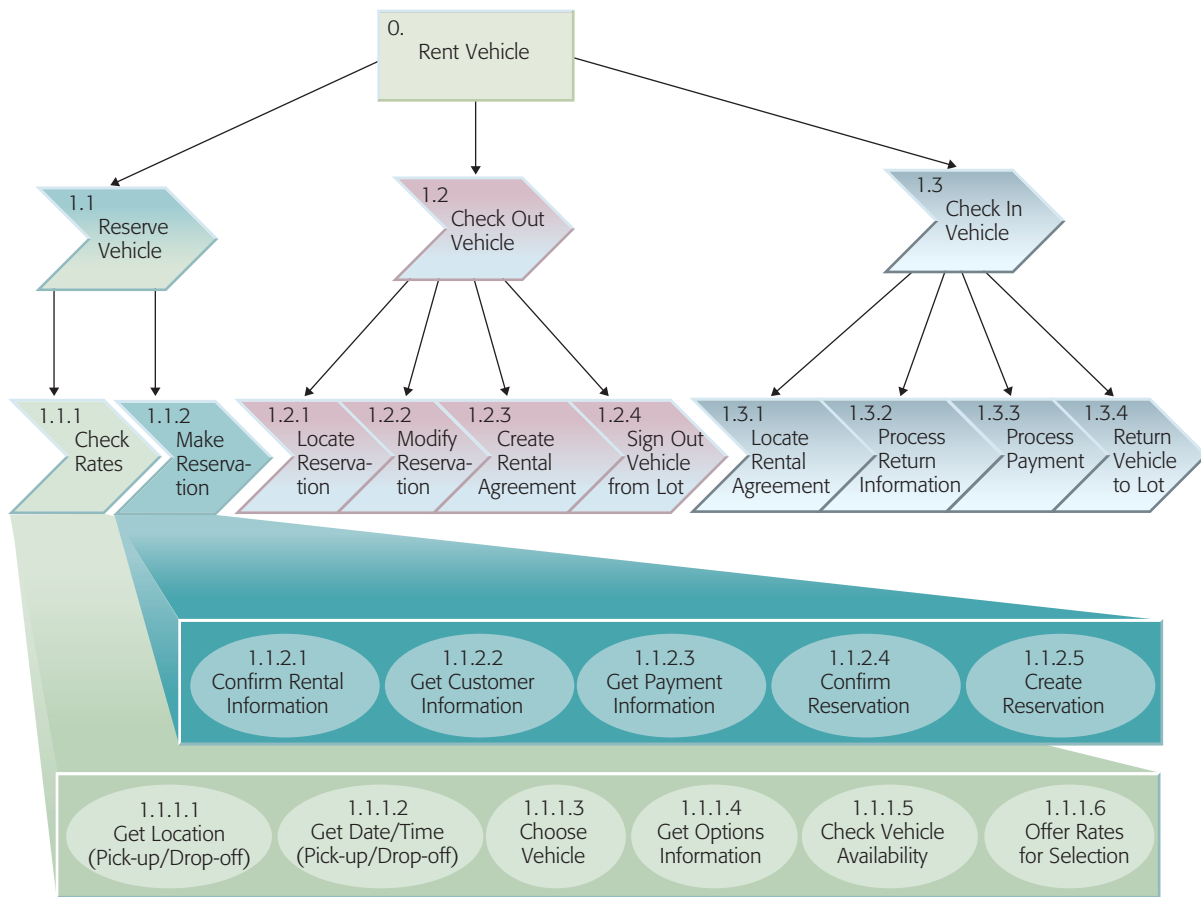 0.
Rent Vehicle
1.1
Reserve
Vehicle
1.2
Check Out
Vehicle
1.3
Check In
Vehicle
1.1.1
Check
Rates
1.1.2
Make
Reserva-
tion
1.2.1
Locate
Reserva-
tion
1.2.2
Modify
Reserva-
tion
1.2.3
Create
Rental
Agreement
1.2.4
Sign Out
Vehicle
from Lot
1.3.1
Locate
Rental
Agreement
1.3.2
Process
Return
Information
1.3.3
Process
Payment
1.3.4
Return
Vehicle
to Lot
1.1.2.1
Confirm Rental
Information
1.1.2.2
Get Customer
Information
1.1.2.3
Get Payment
Information
1.1.2.4
Confirm
Reservation
1.1.2.5
Create
Reservation
1.1.1.1
Get Location
(Pick-up/Drop-off)
1.1.1.2
Get Date/Time
(Pick-up/Drop-off)
1.1.1.3
Choose
Vehicle
1.1.1.4
Get Options
Information
1.1.1.5
Check Vehicle
Availability
1.1.1.6
Offer Rates
for Selection